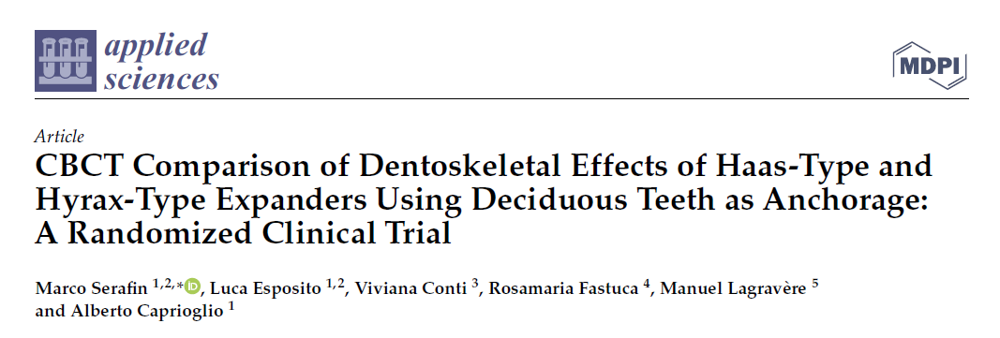 applied
sciences
MDPI
Article
CBCT Comparison of Dentoskeletal Effects of Haas-Type and
Hyrax-Type Expanders Using Deciduous Teeth as Anchorage:
A Randomized Clinical Trial
Marco Serafin 1,2,* iD, Luca Esposito 1,2, Viviana Conti 3, Rosamaria Fastuca 4, Manuel Lagravère 5
and Alberto Caprioglio 1